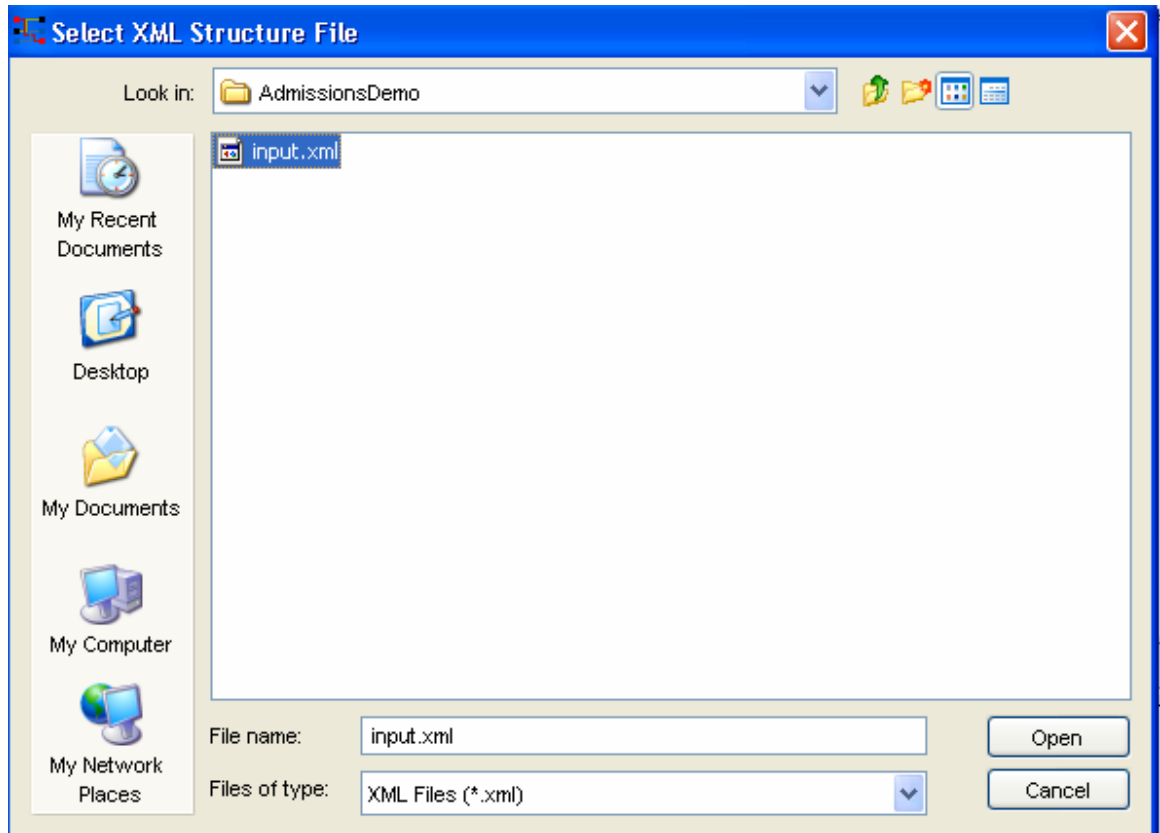 Select XML Structure File
Look in: AdmissionsDemo
input.xml
My Recent
Documents
Desktop
My Documents
My Computer
My Network
Places
File name: input.xml
Open
Files of type: XML Files (*.xml)
Cancel